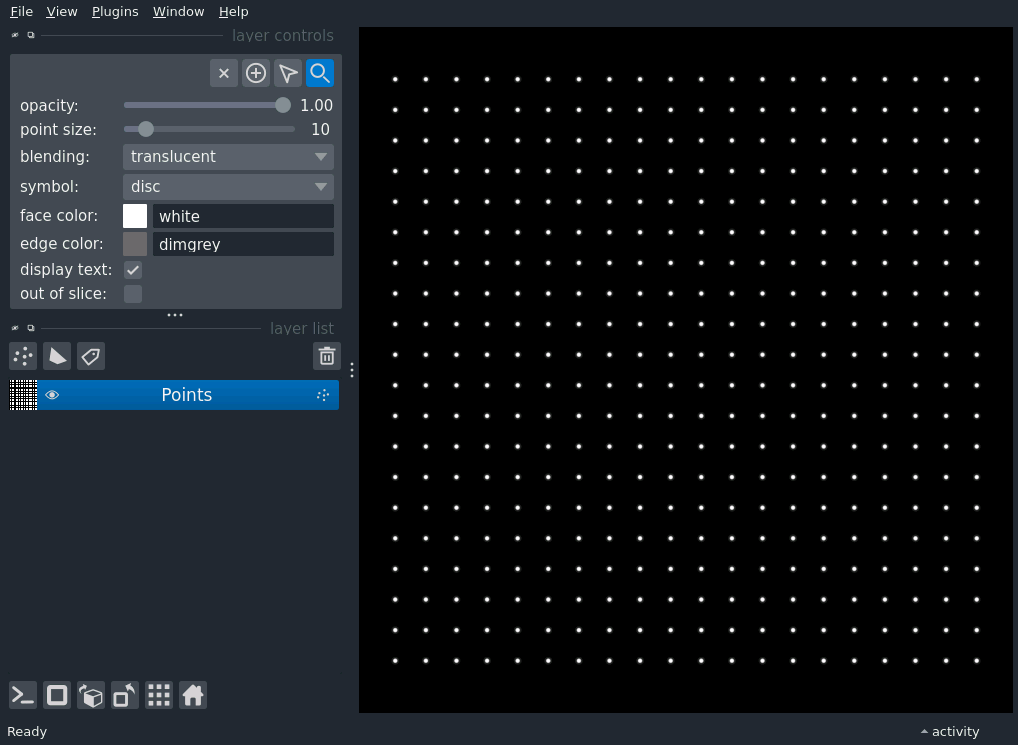 File View Plugins Window Help
layer controls
opacity: 1.00
point size: 10
blending: translucent
symbol: disc
face color: white
edge color: dimgrey
display text:
out of slice:
layer list
Points
Ready activity